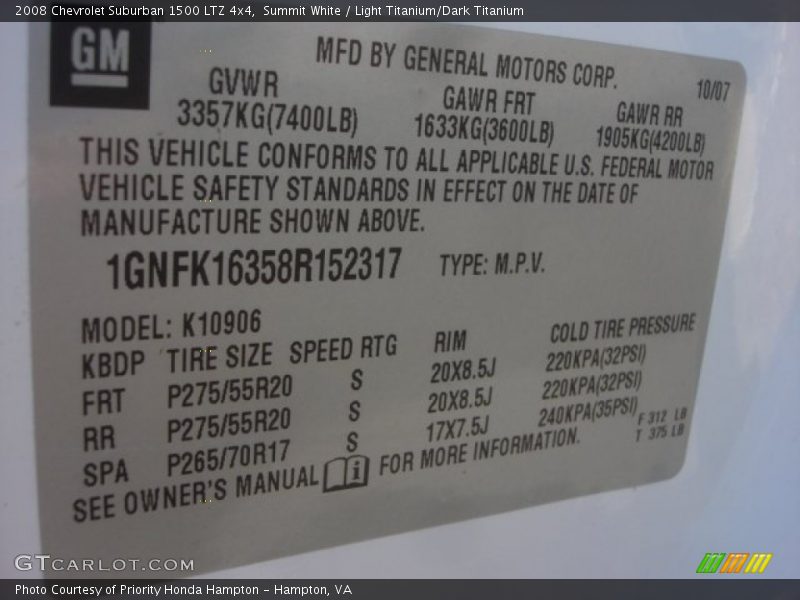 2008 Chevrolet Suburban 1500 LTZ 4x4,  Summit White / Light Titanium/Dark Titanium
GM
MFD BY GENERAL MOTORS CORP.
10/07
GVWR GAWR FRT GAWR RR
3357KG(7400LB) 1633KG(3600LB) 1905KG(4200LB)
THIS VEHICLE CONFORMS TO ALL APPLICABLE U.S. FEDERAL MOTOR
VEHICLE SAFETY STANDARDS IN EFFECT ON THE DATE OF
MANUFACTURE SHOWN ABOVE.
1GNFK16358R152317 TYPE: M.P.V.
MODEL: K10906
KBDP TIRE SIZE SPEED RTG RIM COLD TIRE PRESSURE
FRT P275/55R20 S 20X8.5J 220KPA(32PSI)
RR P275/55R20 S 20X8.5J 220KPA(32PSI)
SPA P265/70R17 S 17X7.5J 240KPA(35PSI) F 312 LB
T 375 LB
SEE OWNER'S MANUAL i FOR MORE INFORMATION.
GTCARLOT.COM
Photo Courtesy of Priority Honda Hampton - Hampton, VA